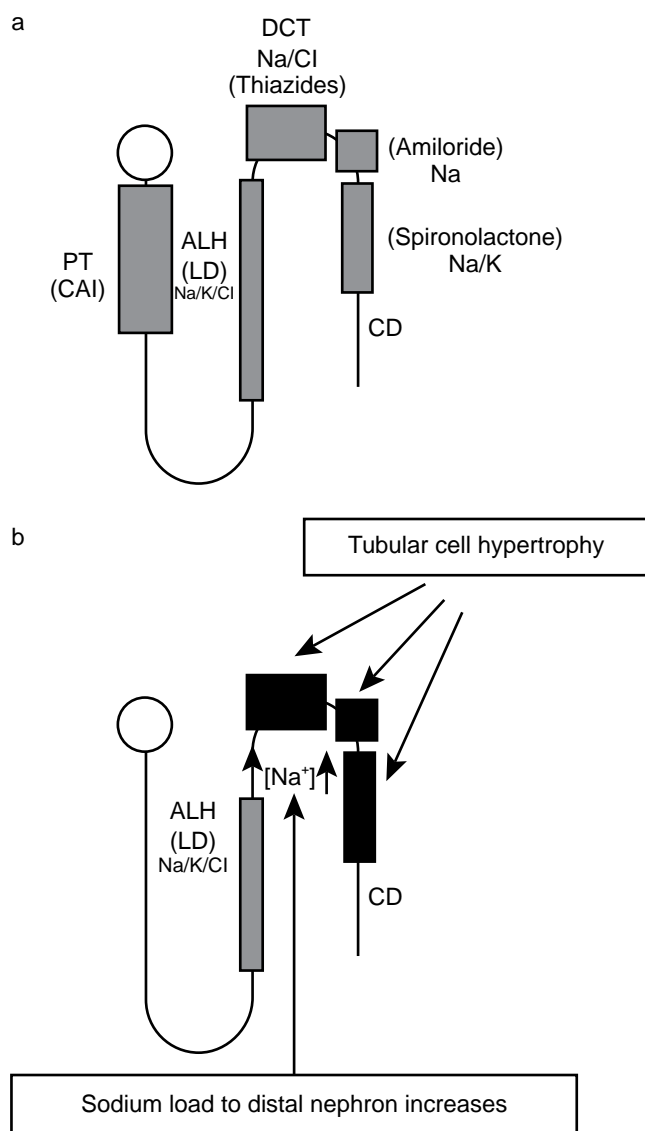 a
DCT
Na/Cl
(Thiazides)
(Amiloride)
Na
PT
(CAI)
ALH
(LD)
Na/K/Cl
(Spironolactone)
Na/K
CD
b
Tubular cell hypertrophy
[Na+]
ALH
(LD)
Na/K/Cl
CD
Sodium load to distal nephron increases